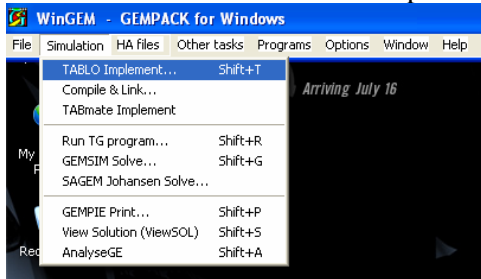 WinGEM - GEMPACK for Windows
File Simulation HA files Other tasks Programs Options Window Help
TABLO Implement... Shift+T
Compile & Link...
Arriving July 16
TABmate Implement
Run TG program... Shift+R
My
GEMSIM Solve... Shift+G
SAGEM Johansen Solve...
GEMPIE Print... Shift+P
View Solution (ViewSOL) Shift+S
Rec
AnalyseGE Shift+A